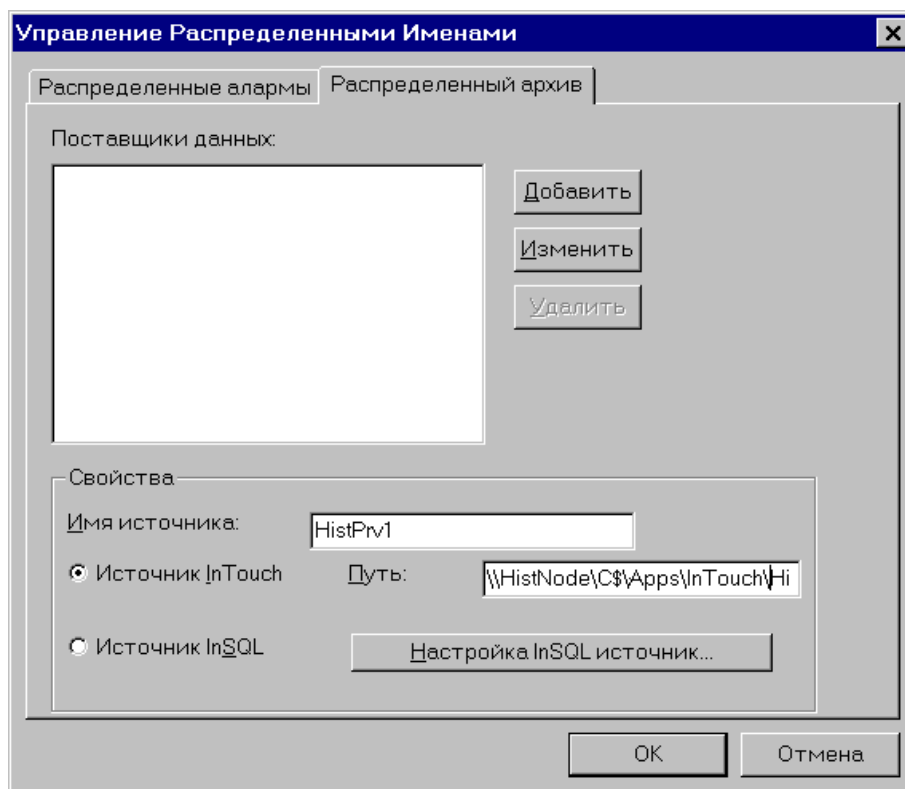 Управление Распределенными Именами
Распределенные алармы Распределенный архив
Поставщики данных:
Добавить
Изменить
Удалить
Свойства
Имя источника: HistPrv1
Источник InTouch Путь: \\HistNode\C$\Apps\InTouch\Hi
Источник InSQL Настройка InSQL источник...
OK Отмена